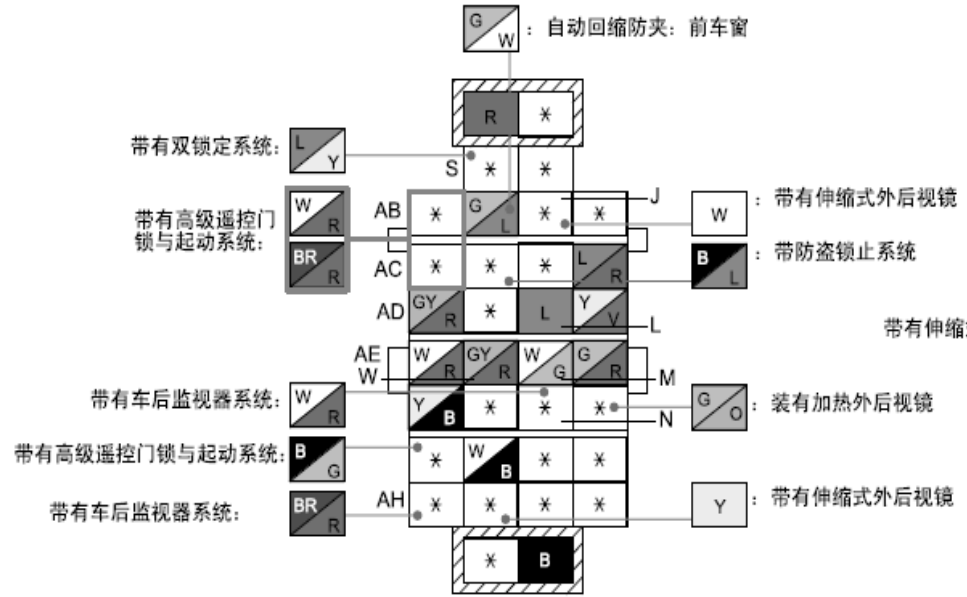 G W ：自动回缩防夹：前车窗
R *
带有双锁定系统： L Y
S * *
带有高级遥控门
锁与起动系统：
W R
BR R
AB * G L * * J
W ：带有伸缩式外后视镜
AC * * * L R
B L ：带防盗锁止系统
AD GY R * L Y V L
带有伸缩
AE W R GY R W G G R
W M
带有车后监视器系统： W R
Y B * * * N
G O ：装有加热外后视镜
带有高级遥控门锁与起动系统： B G
* W B * *
带有车后监视器系统： BR R
AH * * * *
Y ：带有伸缩式外后视镜
* B